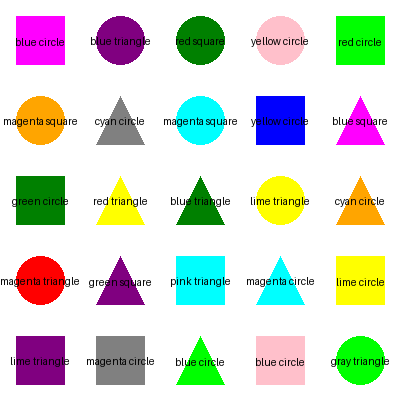 blue circle
blue triangle
red square
yellow circle
red circle
magenta square
cyan circle
magenta square
yellow circle
blue square
green circle
red triangle
blue triangle
lime triangle
cyan circle
magenta triangle
green square
pink triangle
magenta circle
lime circle
lime triangle
magenta circle
blue circle
blue circle
gray triangle